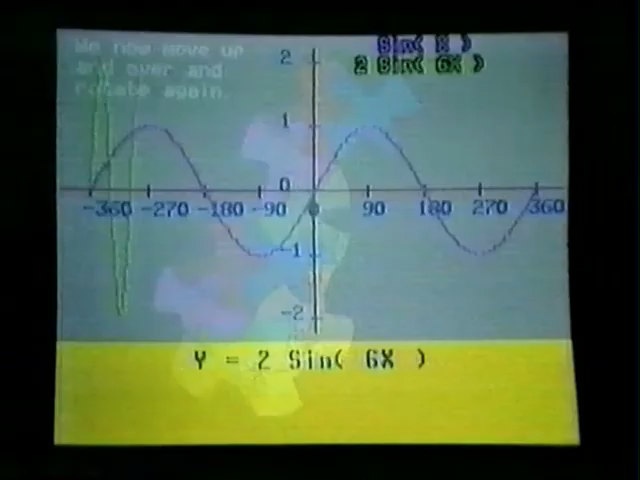 We now move up
and over and
rotate again.
Sin( X )
2 Sin( 6X )
2
1
0
-360 -270 -180 -90 0 90 180 270 360
-1
-2
Y = 2 Sin( 6X )